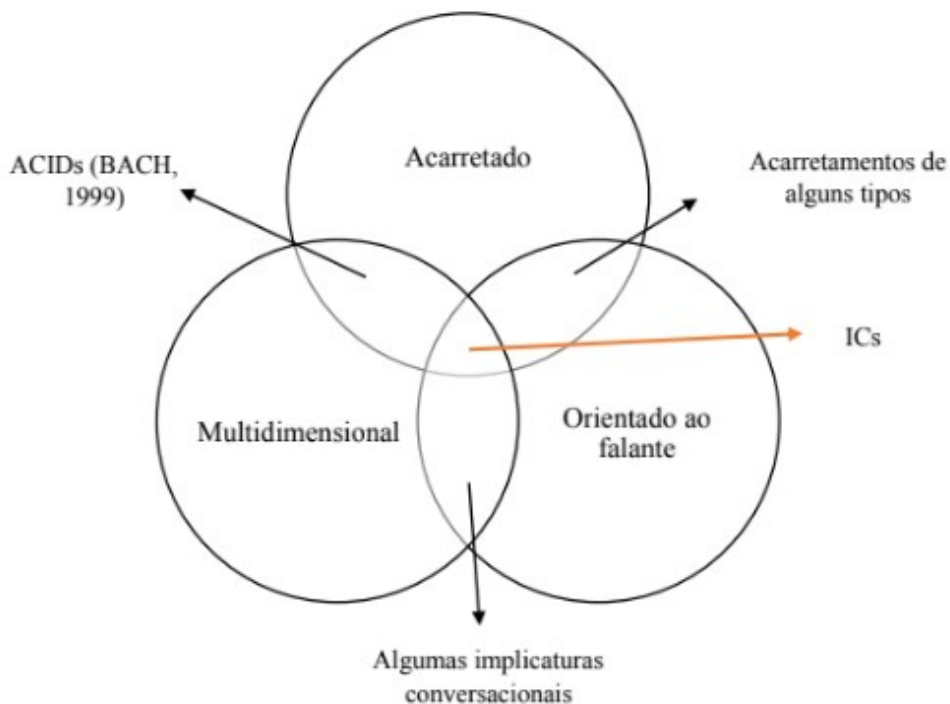 Acarretado
ACIDs (BACH,
1999)
Acarretamentos de
alguns tipos
ICs
Multidimensional
Orientado ao
falante
Algumas implicaturas
conversacionais